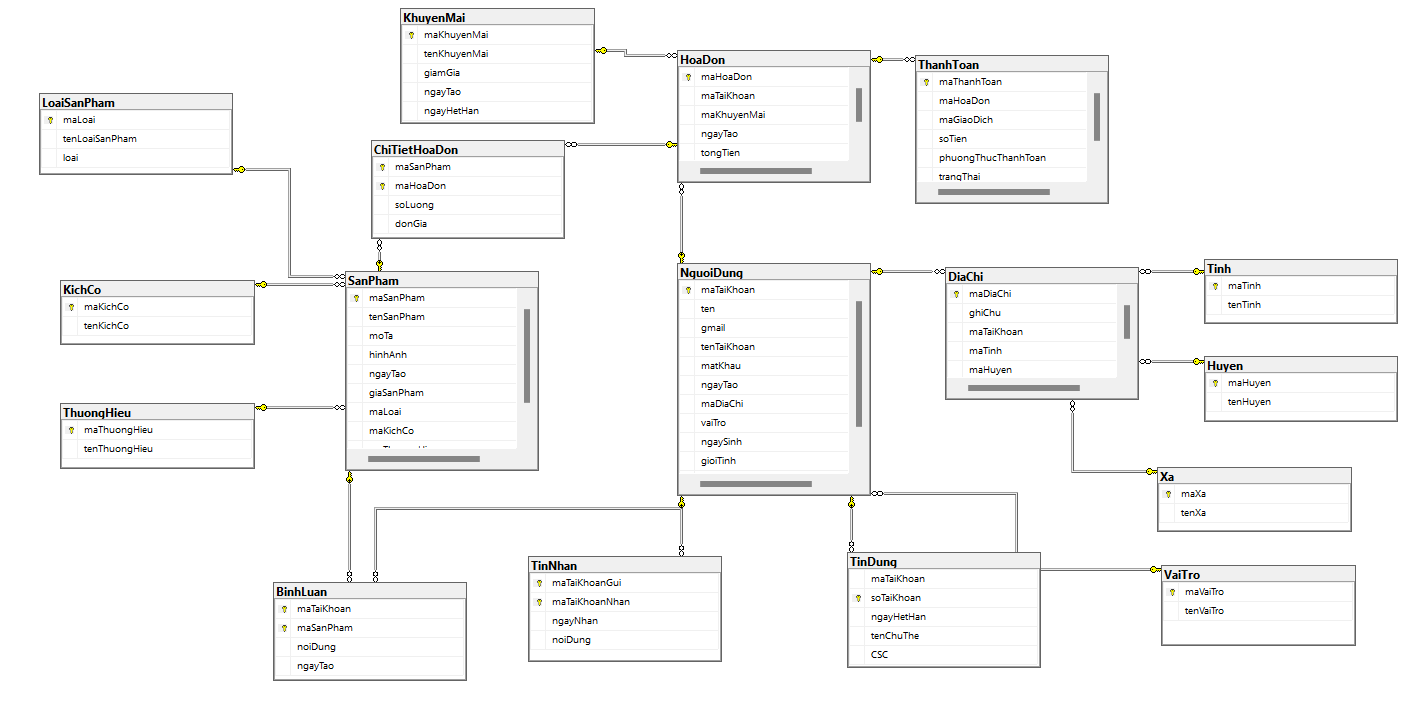 KhuyenMai
maKhuyenMai
tenKhuyenMai
giamGia
ngayTao
ngayHetHan
HoaDon
maHoaDon
maTaiKhoan
maKhuyenMai
ngayTao
tongTien
ThanhToan
maThanhToan
maHoaDon
maGiaoDich
soTien
phuongThucThanhToan
trangThai
LoaiSanPham
maLoai
tenLoaiSanPham
loai
ChiTietHoaDon
maSanPham
maHoaDon
soLuong
donGia
KichCo
maKichCo
tenKichCo
SanPham
maSanPham
tenSanPham
moTa
hinhAnh
ngayTao
giaSanPham
maLoai
maKichCo
NguoiDung
maTaiKhoan
ten
gmail
tenTaiKhoan
matKhau
ngayTao
maDiaChi
vaiTro
ngaySinh
gioiTinh
DiaChi
maDiaChi
ghiChu
maTaiKhoan
maTinh
maHuyen
Tinh
maTinh
tenTinh
Huyen
maHuyen
tenHuyen
ThuongHieu
maThuongHieu
tenThuongHieu
Xa
maXa
tenXa
BinhLuan
maTaiKhoan
maSanPham
noiDung
ngayTao
TinNhan
maTaiKhoanGui
maTaiKhoanNhan
ngayNhan
noiDung
TinDung
maTaiKhoan
soTaiKhoan
ngayHetHan
tenChuThe
CSC
VaiTro
maVaiTro
tenVaiTro